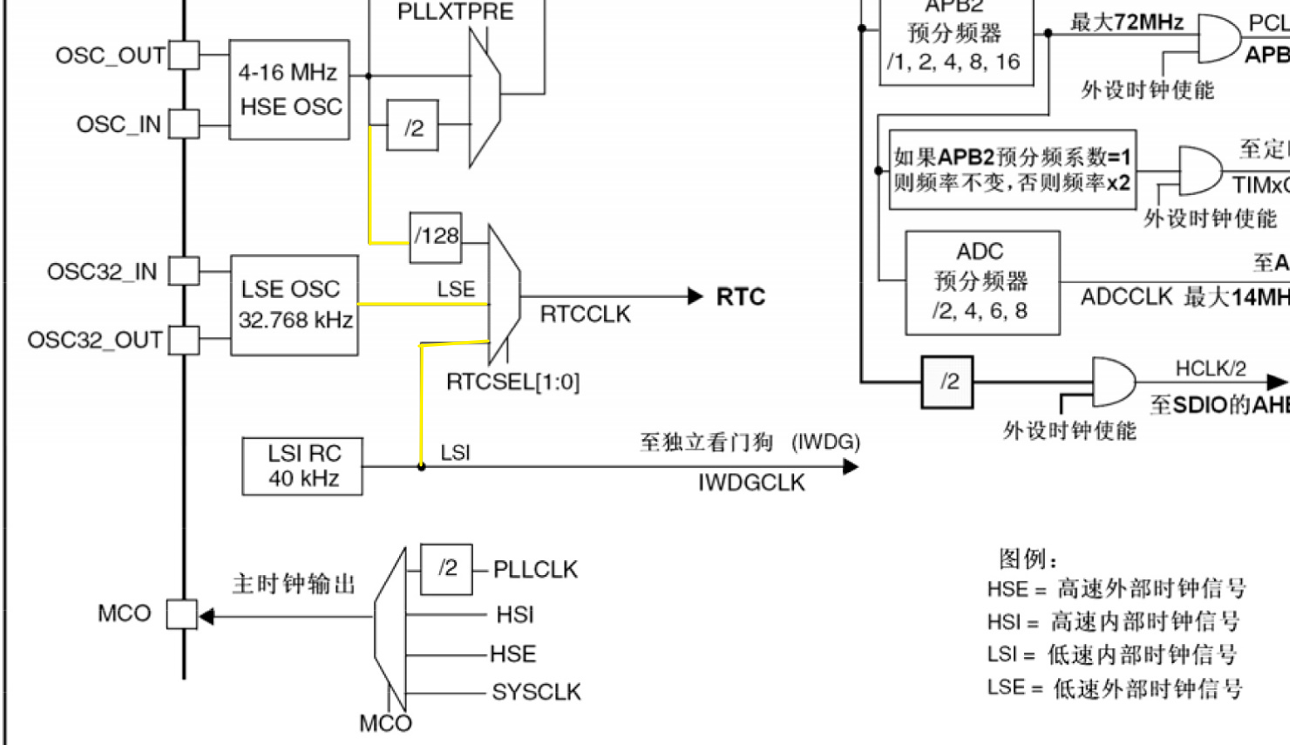 PLLXTPRE
OSC_OUT
4-16 MHz
HSE OSC
OSC_IN
/2
/128
OSC32_IN
LSE OSC
32.768 kHz
OSC32_OUT
LSE
RTCCLK
RTC
RTCSEL[1:0]
LSI RC
40 kHz
LSI
至独立看门狗 (IWDG)
IWDGCLK
主时钟输出
MCO
/2
PLLCLK
HSI
HSE
SYSCLK
MCO
APB2
预分频器
/1, 2, 4, 8, 16
最大72MHz
PCL
APB
外设时钟使能
如果APB2预分频系数=1
则频率不变,否则频率x2
至定
TIMxC
外设时钟使能
ADC
预分频器
/2, 4, 6, 8
至A
ADCCLK 最大14MH
/2
HCLK/2
至SDIO的AHB
外设时钟使能
图例:
HSE = 高速外部时钟信号
HSI = 高速内部时钟信号
LSI = 低速内部时钟信号
LSE = 低速外部时钟信号